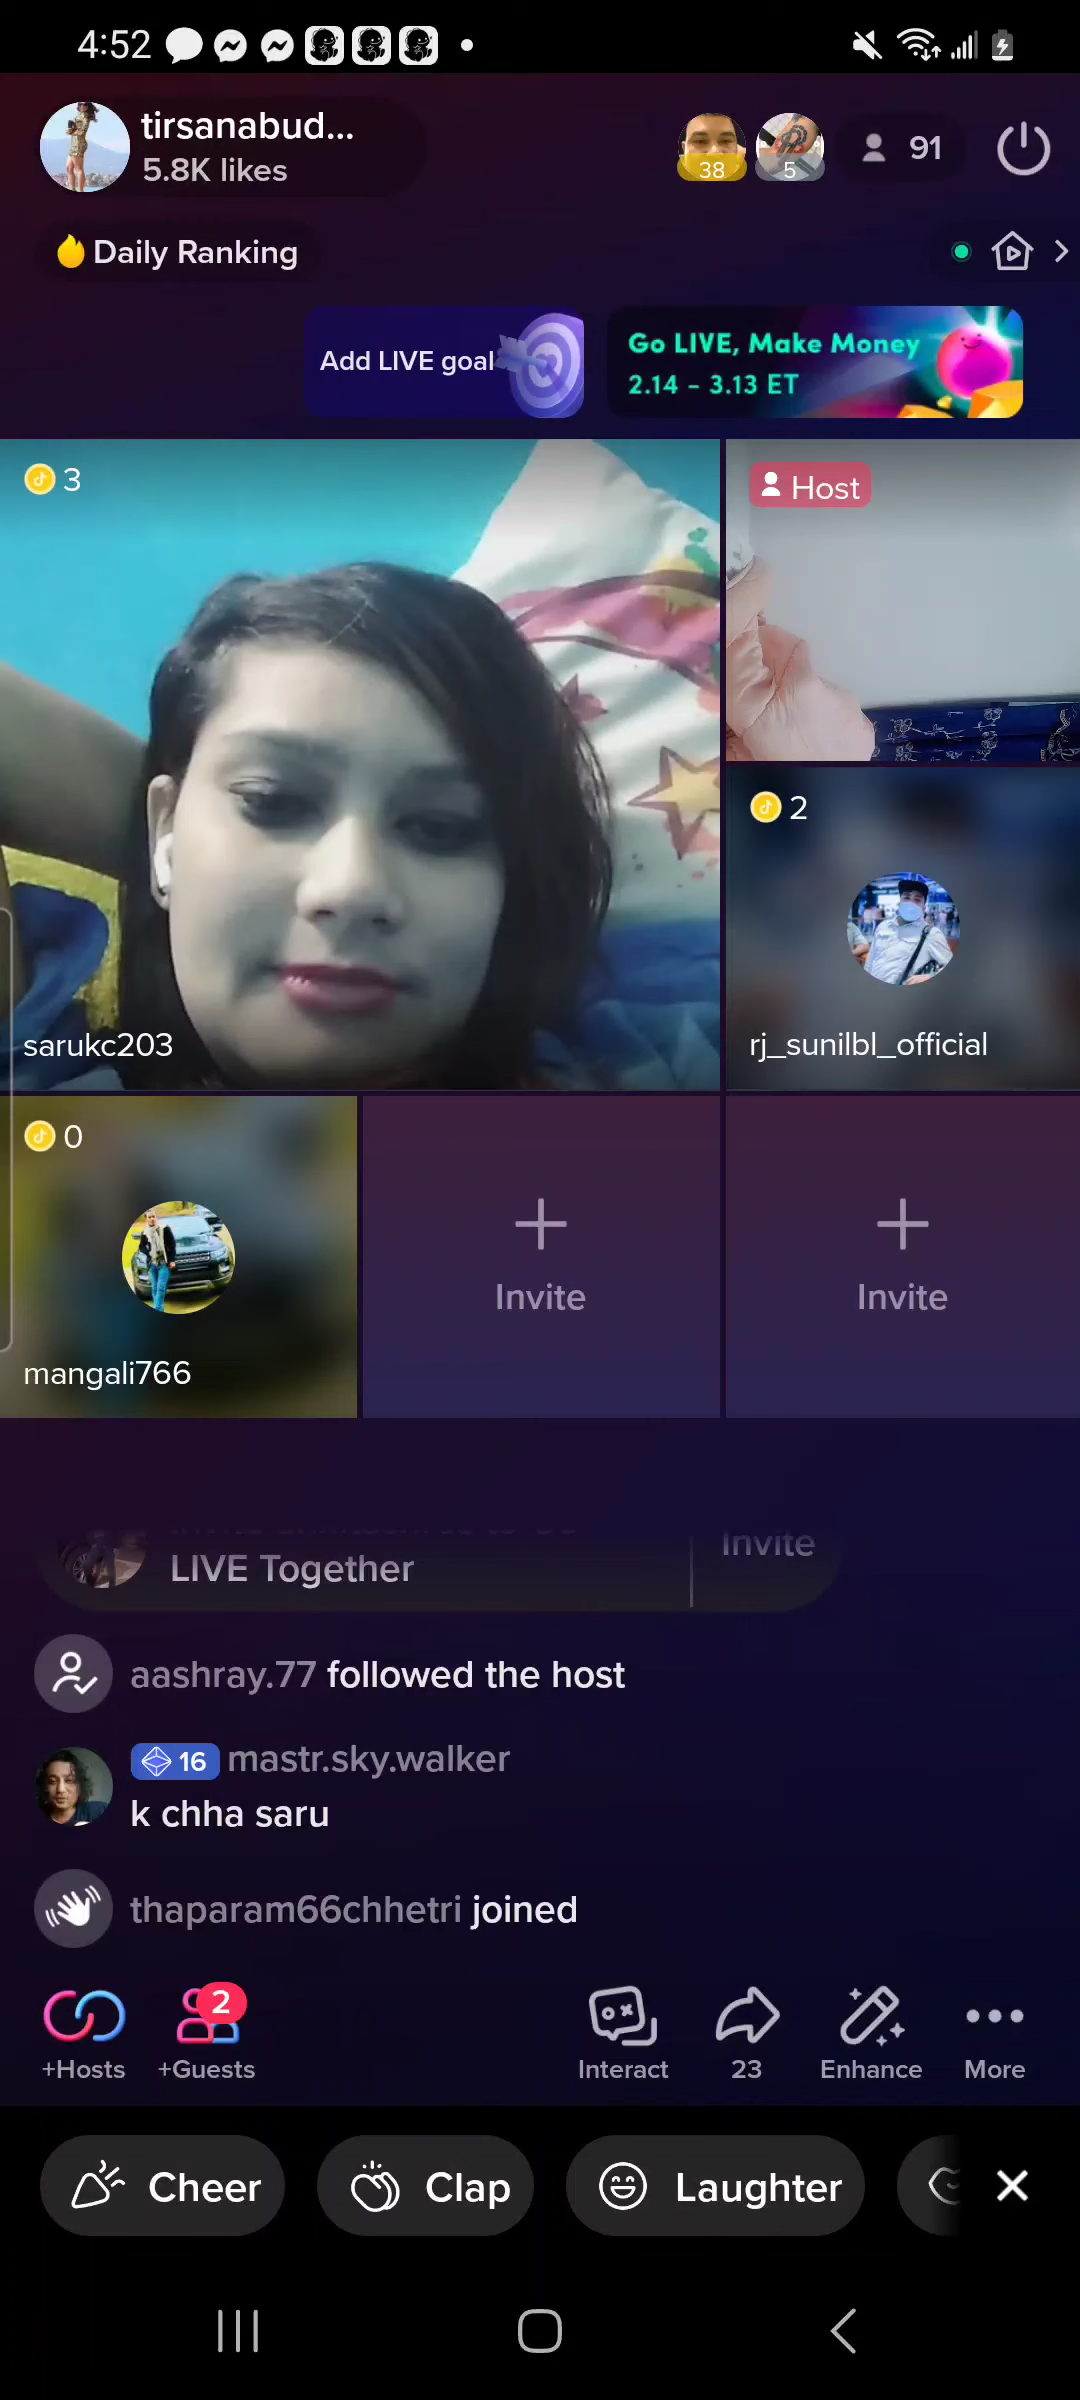 4:52
tirsanabud...
5.8K likes
38
5
91
Daily Ranking
Add LIVE goal
Go LIVE, Make Money
2.14 – 3.13 ET
3
Host
2
sarukc203
rj_sunilbl_official
0
Invite
Invite
mangali766
LIVE Together
Invite
aashray.77 followed the host
16 mastr.sky.walker
k chha saru
thaparam66chhetri joined
2
+Hosts
+Guests
Interact
23
Enhance
More
Cheer
Clap
Laughter